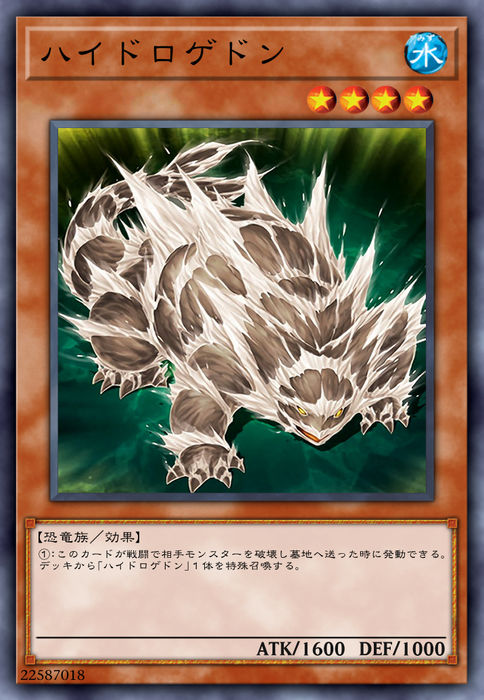 ハイドロゲドン
みず
水
【恐竜族／効果】
①:このカードが戦闘で相手モンスターを破壊し墓地へ送った時に発動できる。
デッキから「ハイドロゲドン」１体を特殊召喚する。
ATK/1600 DEF/1000
22587018